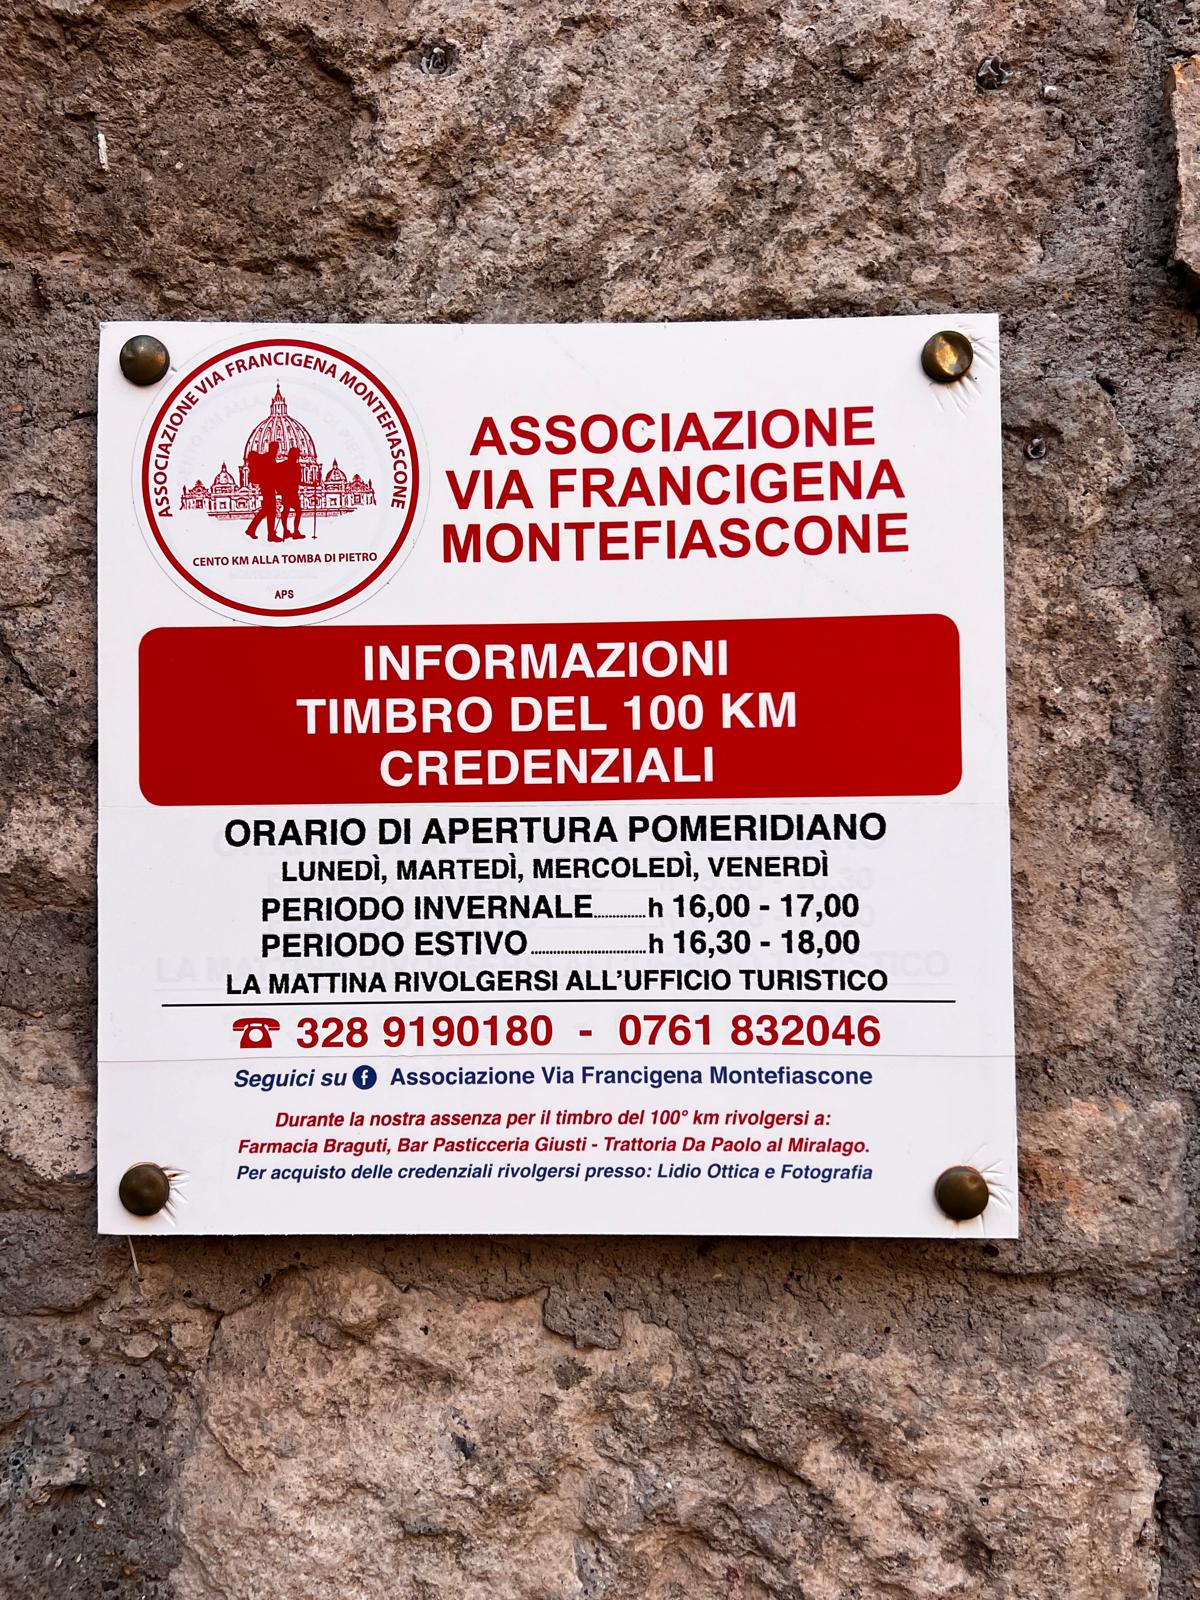 ASSOCIAZIONE VIA FRANCIGENA MONTEFIASCONE
CENTO KM ALLA TOMBA DI PIETRO
APS
ASSOCIAZIONE
VIA FRANCIGENA
MONTEFIASCONE
INFORMAZIONI
TIMBRO DEL 100 KM
CREDENZIALI
ORARIO DI APERTURA POMERIDIANO
LUNEDÌ, MARTEDÌ, MERCOLEDÌ, VENERDÌ
PERIODO INVERNALE..............h 16,00 - 17,00
PERIODO ESTIVO................................h 16,30 - 18,00
LA MATTINA RIVOLGERSI ALL'UFFICIO TURISTICO
☎ 328 9190180 - 0761 832046
Seguici su f Associazione Via Francigena Montefiascone
Durante la nostra assenza per il timbro del 100° km rivolgersi a:
Farmacia Braguti, Bar Pasticceria Giusti - Trattoria Da Paolo al Miralago.
Per acquisto delle credenziali rivolgersi presso: Lidio Ottica e Fotografia